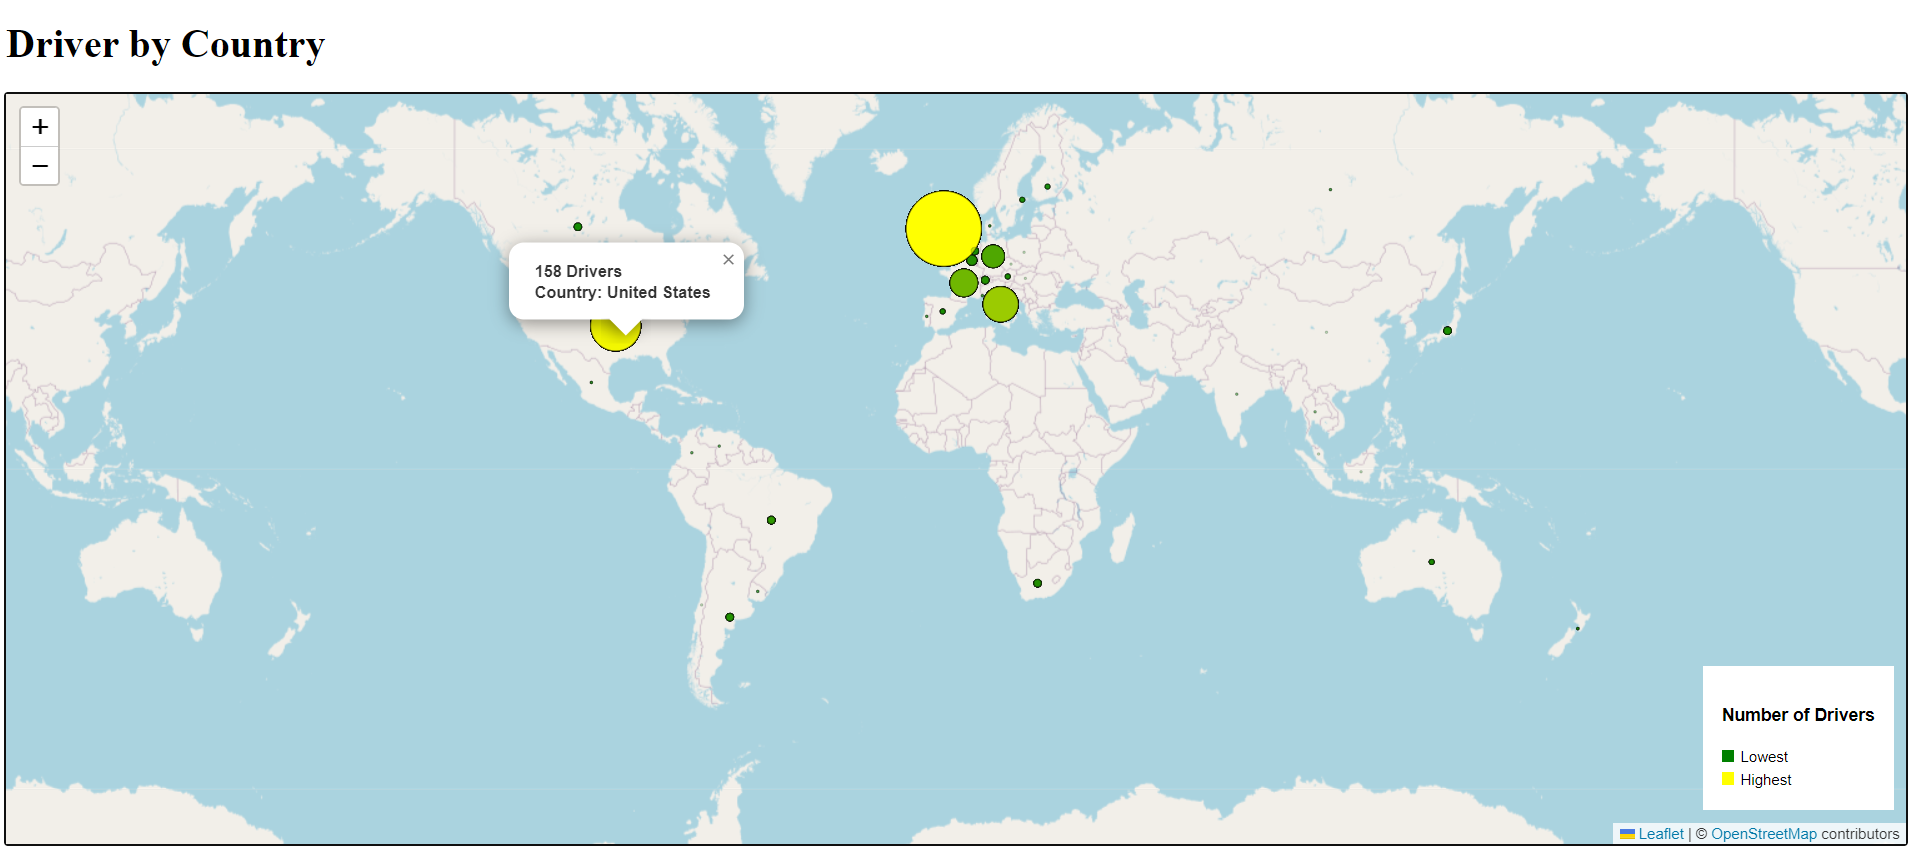 Driver by Country
+
−
158 Drivers
Country: United States
×
Number of Drivers
Lowest
Highest
Leaflet | © OpenStreetMap contributors